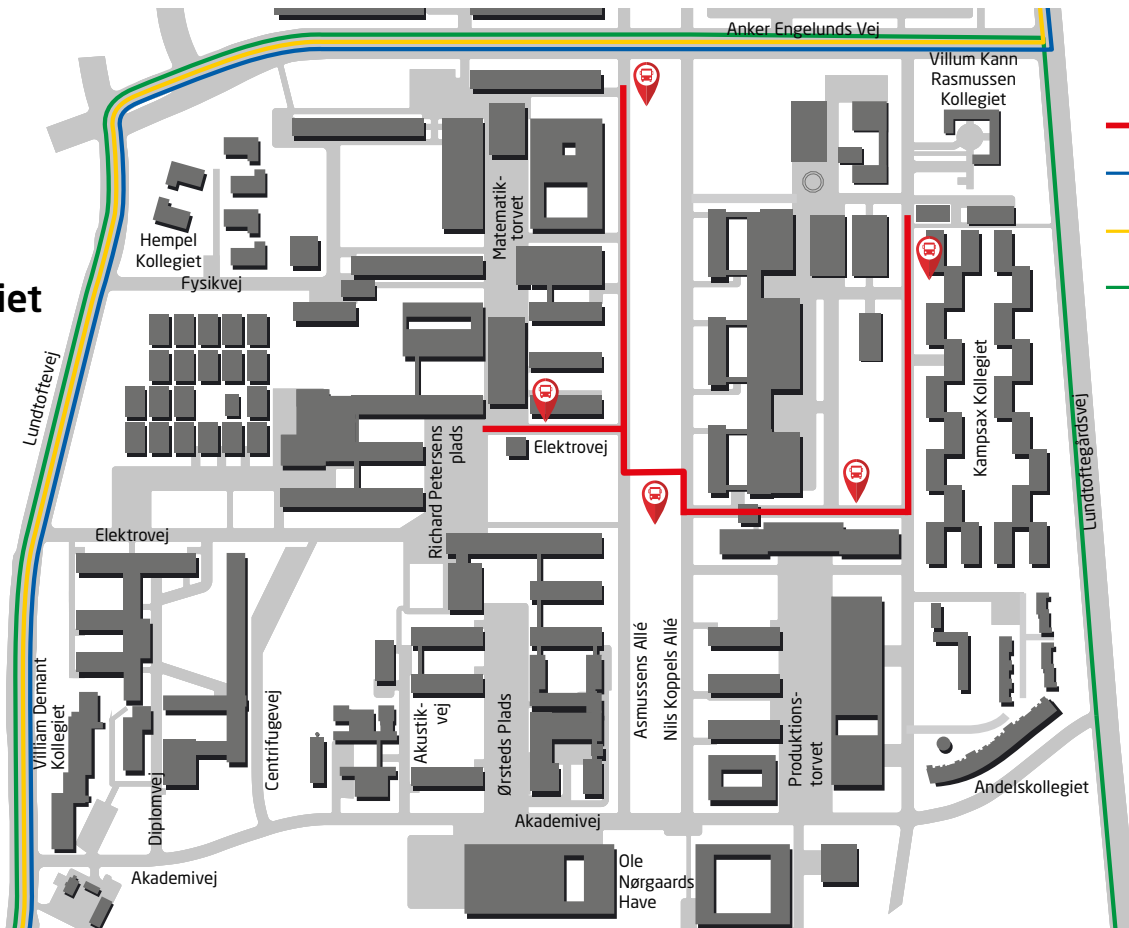 Anker Engelunds Vej
Villum Kann
Rasmussen
Kollegiet
Matematik-
torvet
Hempel
Kollegiet
Fysikvej
iet
Lundtoftevej
Kampsax Kollegiet
Elektrovej
Richard Petersens
plads
Lundtoftegårdsvej
Elektrovej
Asmussens Allé
Nils Koppels Allé
Villiam Demant
Kollegiet
Centrifugevej
Akustik-
vej
Ørsteds Plads
Produktions-
torvet
Diplomvej
Andelskollegiet
Akademivej
Akademivej
Ole
Nørgaards
Have